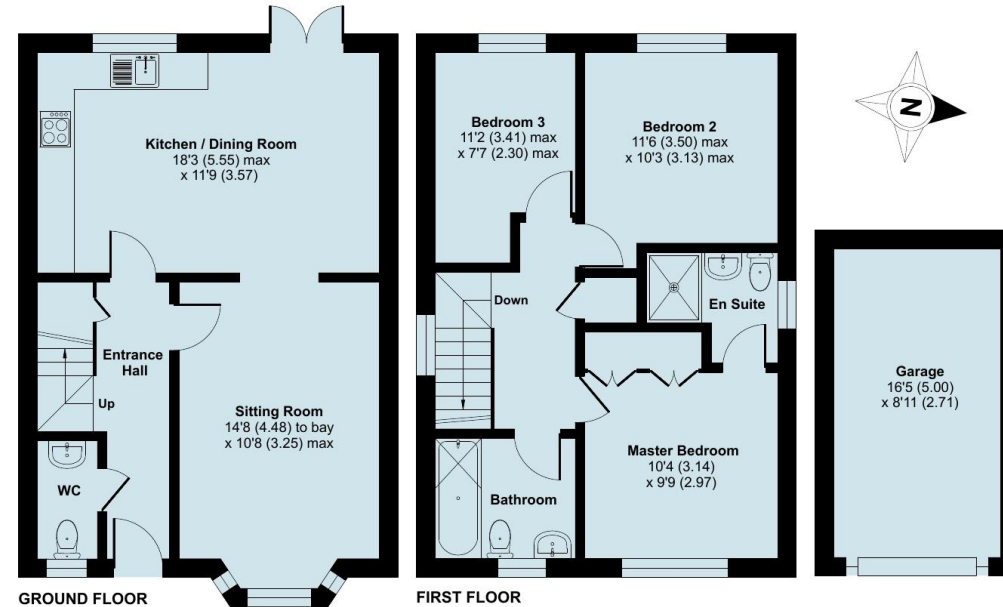 Kitchen / Dining Room
18'3 (5.55) max
x 11'9 (3.57)
Entrance
Hall
Up
Sitting Room
14'8 (4.48) to bay
x 10'8 (3.25) max
WC
GROUND FLOOR
Bedroom 3
11'2 (3.41) max
x 7'7 (2.30) max
Bedroom 2
11'6 (3.50) max
x 10'3 (3.13) max
Down
En Suite
Master Bedroom
10'4 (3.14)
x 9'9 (2.97)
Bathroom
FIRST FLOOR
N
Garage
16'5 (5.00)
x 8'11 (2.71)